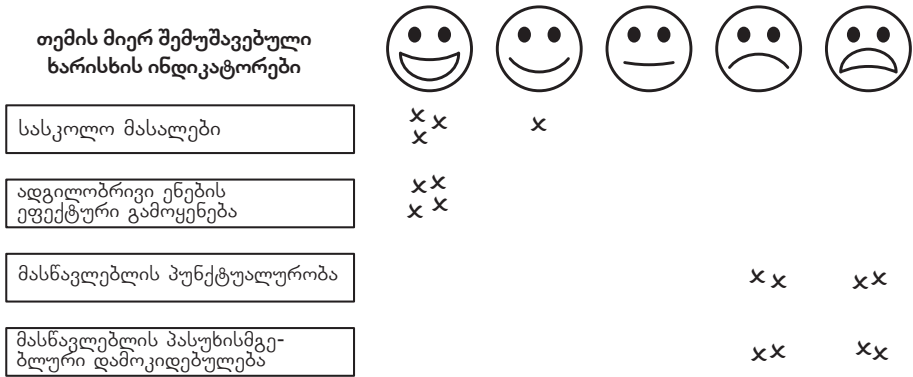 თემის მიერ შემუშავებული
ხარისხის ინდიკატორები
სასკოლო მასალები
ადგილობრივი ენების
ეფექტური გამოყენება
მასწავლებლის პუნქტუალურობა
მასწავლებლის პასუხისმგე-
ბლური დამოკიდებულება